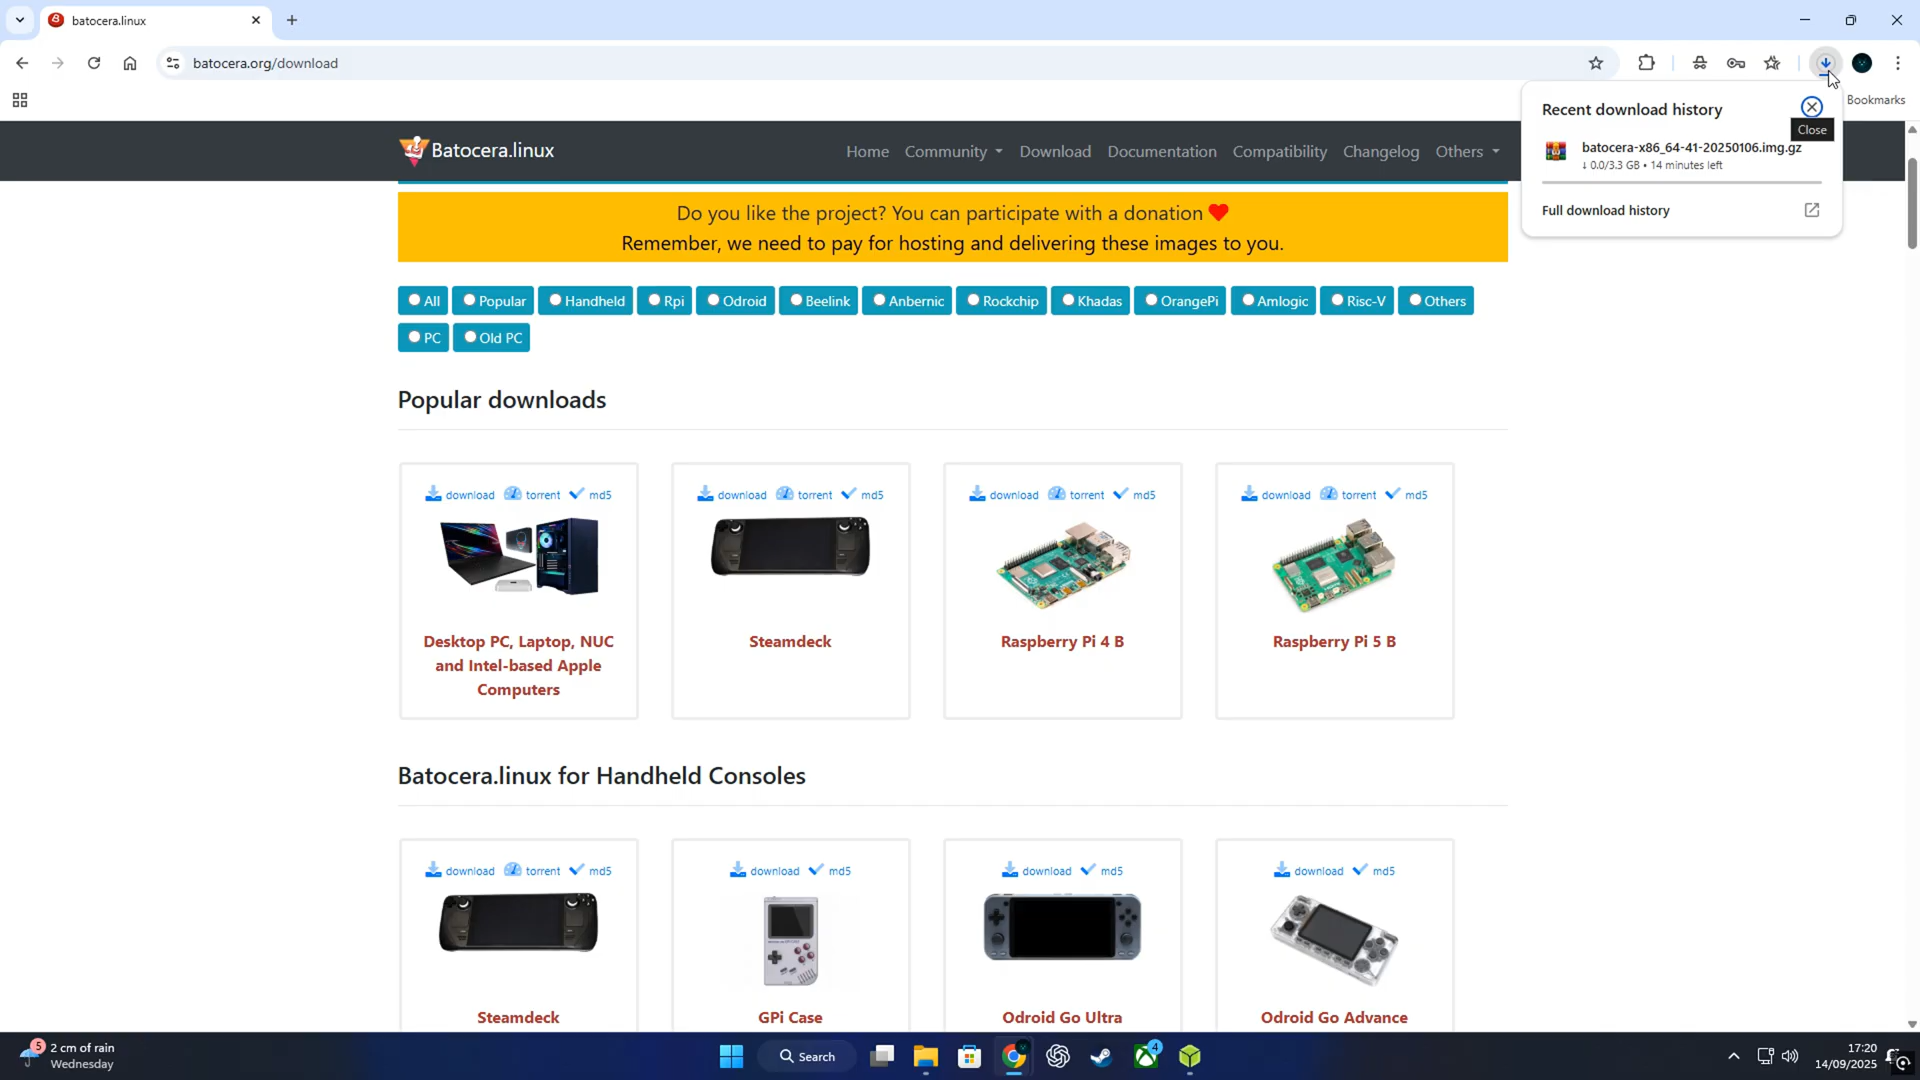 batocera.linux
batocera.org/download
Bookmarks
Recent download history
Close
batocera-x86_64-41-20250106.img.gz
↓ 0.0/3.3 GB • 14 minutes left
Full download history
Batocera.linux
Home Community Download Documentation Compatibility Changelog Others
Do you like the project? You can participate with a donation
Remember, we need to pay for hosting and delivering these images to you.
All Popular Handheld Rpi Odroid Beelink Anbernic Rockchip Khadas OrangePi Amlogic Risc-V Others
PC Old PC
Popular downloads
download torrent md5 download torrent md5 download torrent md5 download torrent md5
Desktop PC, Laptop, NUC
and Intel-based Apple
Computers
Steamdeck
Raspberry Pi 4 B
Raspberry Pi 5 B
Batocera.linux for Handheld Consoles
download torrent md5 download md5 download md5 download md5
Steamdeck GPi Case Odroid Go Ultra Odroid Go Advance
5
2 cm of rain
Wednesday
Search
4
17:20
14/09/2025